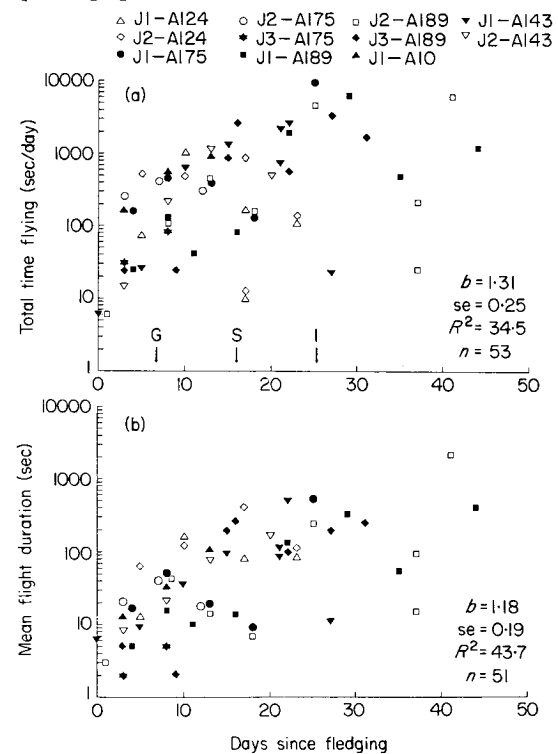 △ J1–A124 ○ J2–A175 □ J2–A189 ▼ J1–A143
◇ J2–A124 ✶ J3–A175 ◆ J3–A189 ▽ J2–A143
● J1–A175 ■ J1–A189 ▲ J1–A10
10000
(a)
1000
100
10
1
Total time flying (sec/day)
G S I
b = 1·31
se = 0·25
R² = 34·5
n = 53
0 10 20 30 40 50
10000
(b)
1000
100
10
1
Mean flight duration (sec)
b = 1·18
se = 0·19
R² = 43·7
n = 51
0 10 20 30 40 50
Days since fledging